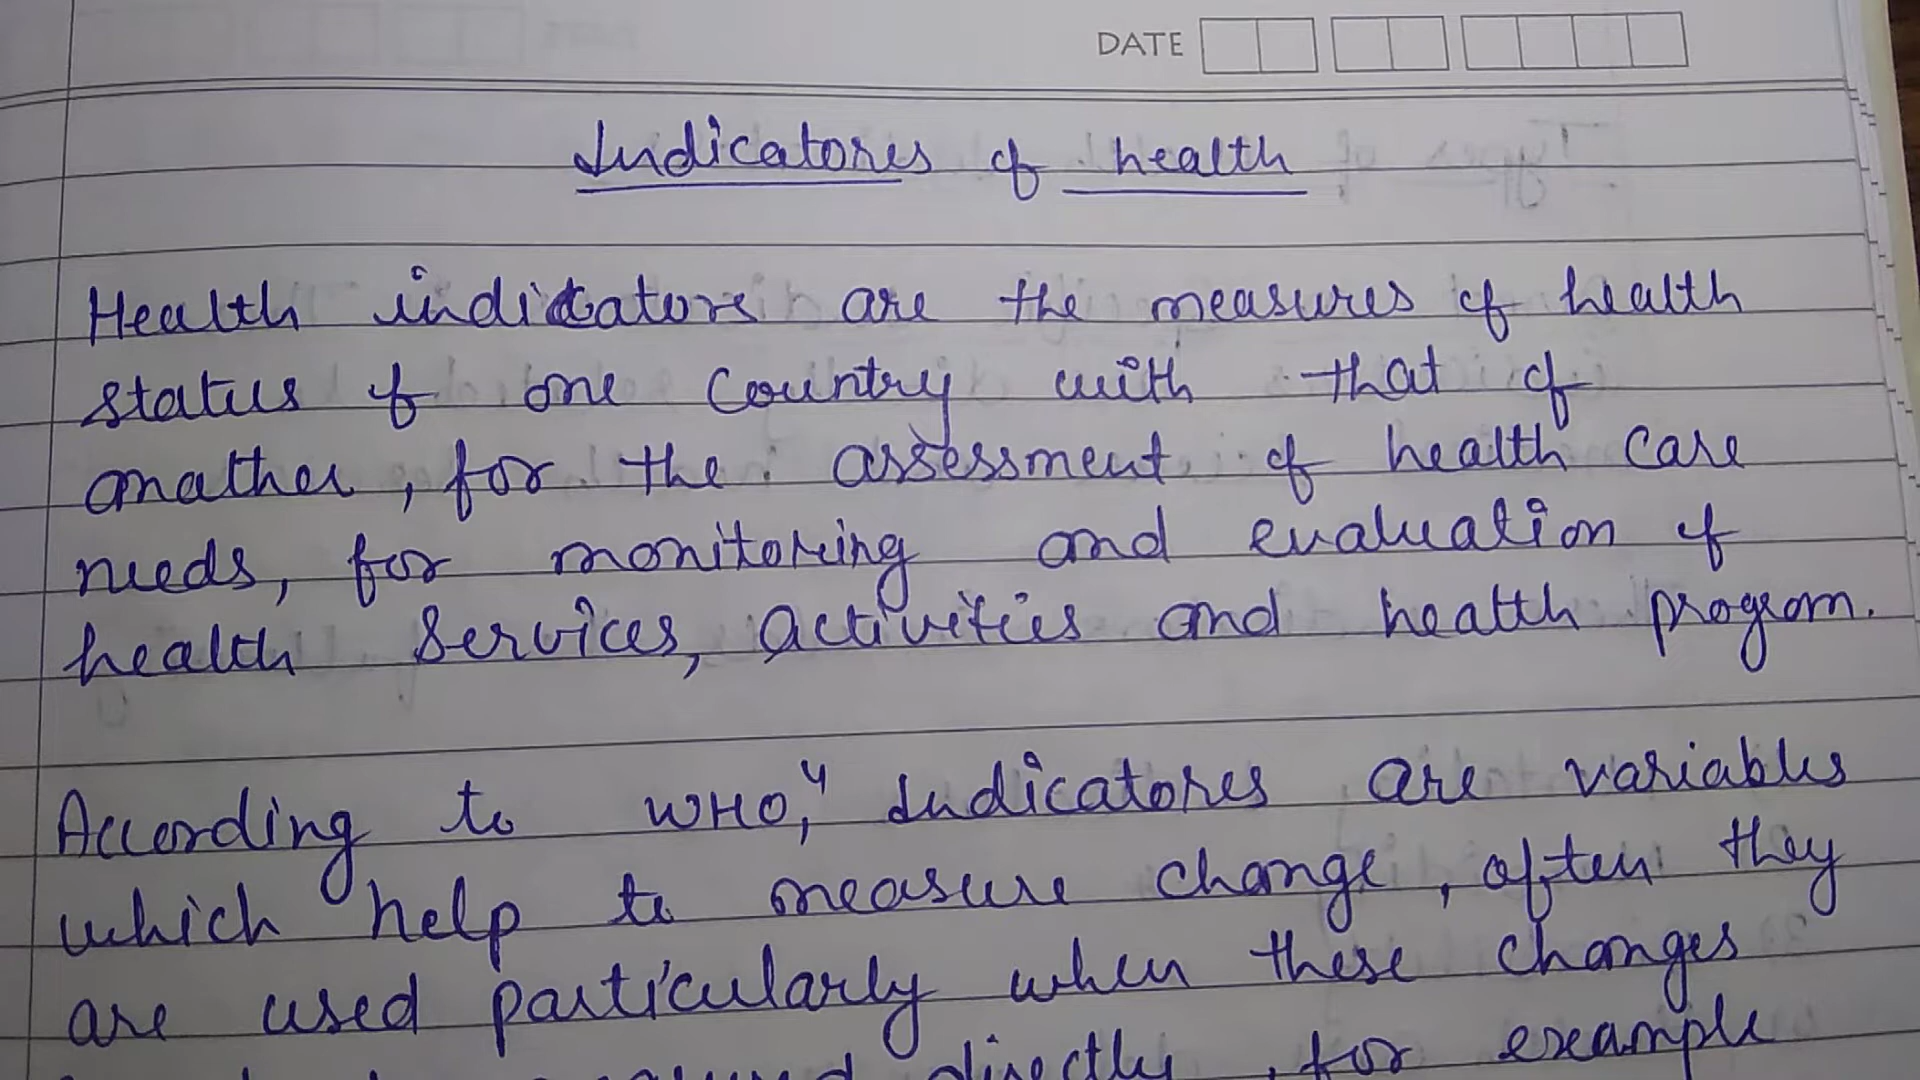 DATE
Indicatores of health
Health indicators are the measures of health
status of one Country with that of
another, for the assessment of health care
needs, for monitoring and evaluation of
health Services, activities and health program.
According to WHO," Indicatores are variables
which help to measure change, often they
are used particularly when these changes
directly, for example